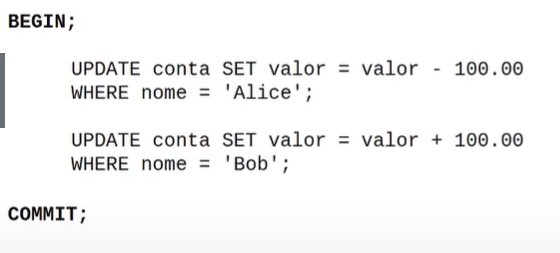 BEGIN;
UPDATE conta SET valor = valor - 100.00
WHERE nome = 'Alice';
UPDATE conta SET valor = valor + 100.00
WHERE nome = 'Bob';
COMMIT;